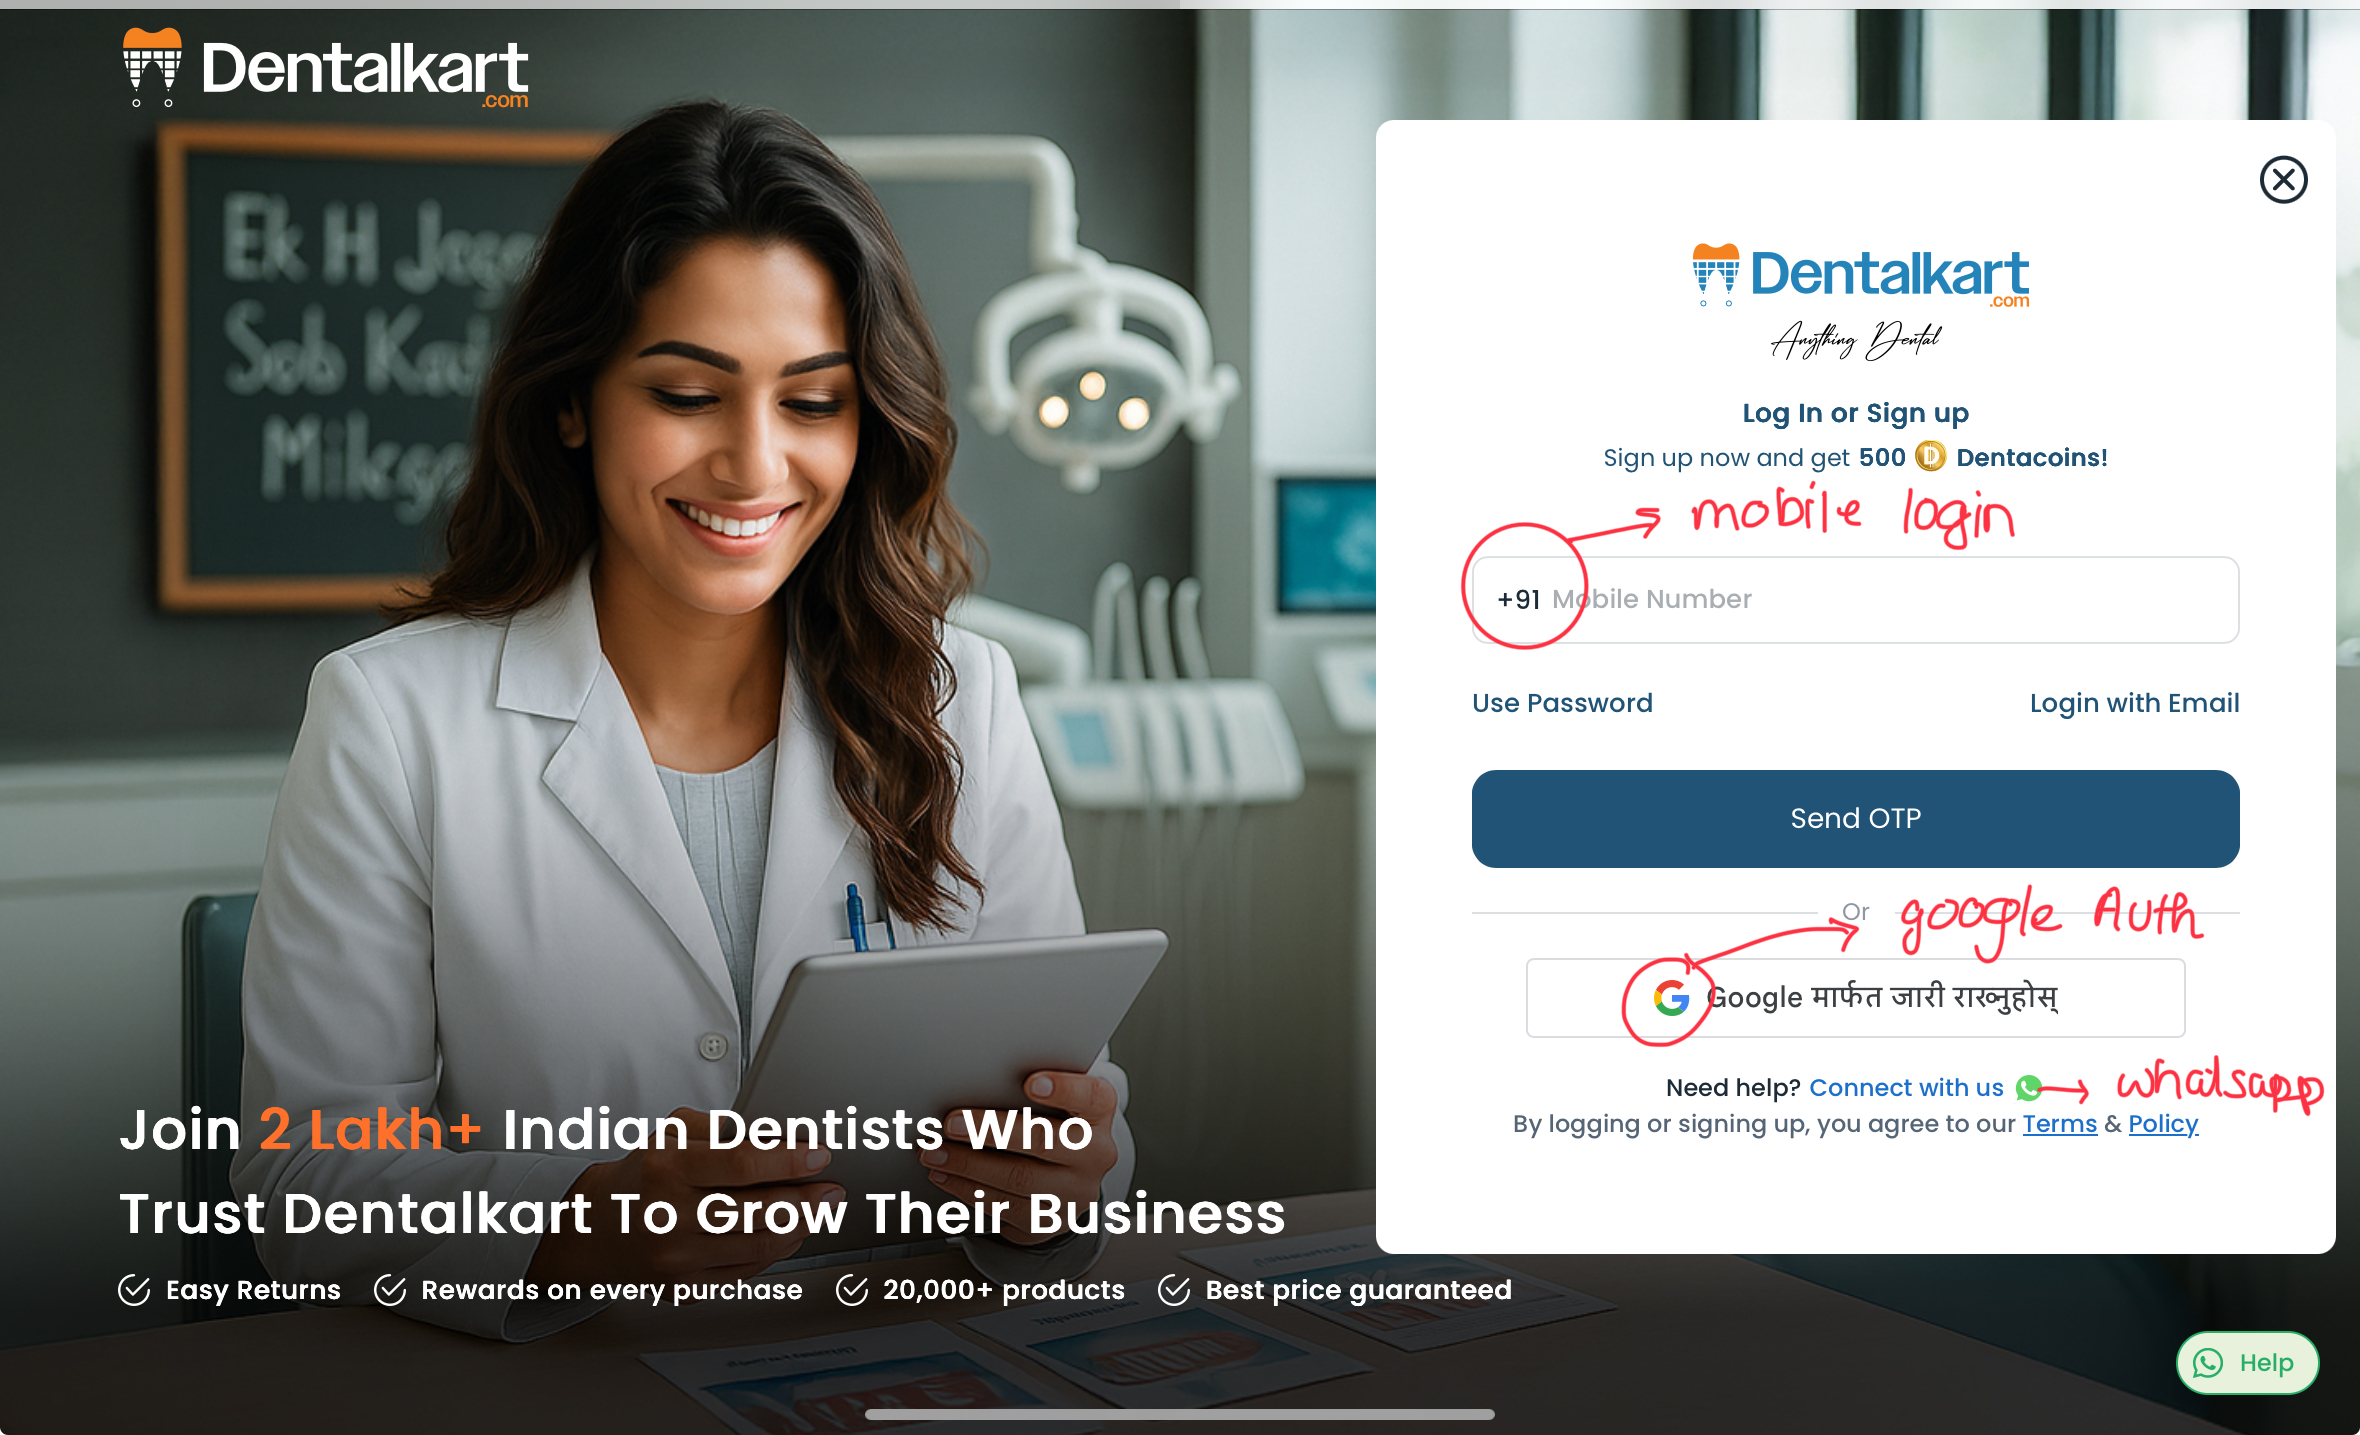 Dentalkart
.com
Ek H Jega
Sob Ka
Milega
Dentalkart
.com
Anything Dental
Log In or Sign up
Sign up now and get 500 Dentacoins!
mobile login
+91 Mobile Number
Use Password Login with Email
Send OTP
Or
google Auth
Google मार्फत जारी राख्नुहोस्
Need help? Connect with us
whatsapp
By logging or signing up, you agree to our Terms & Policy
Join 2 Lakh+ Indian Dentists Who
Trust Dentalkart To Grow Their Business
Easy Returns Rewards on every purchase 20,000+ products Best price guaranteed
Help